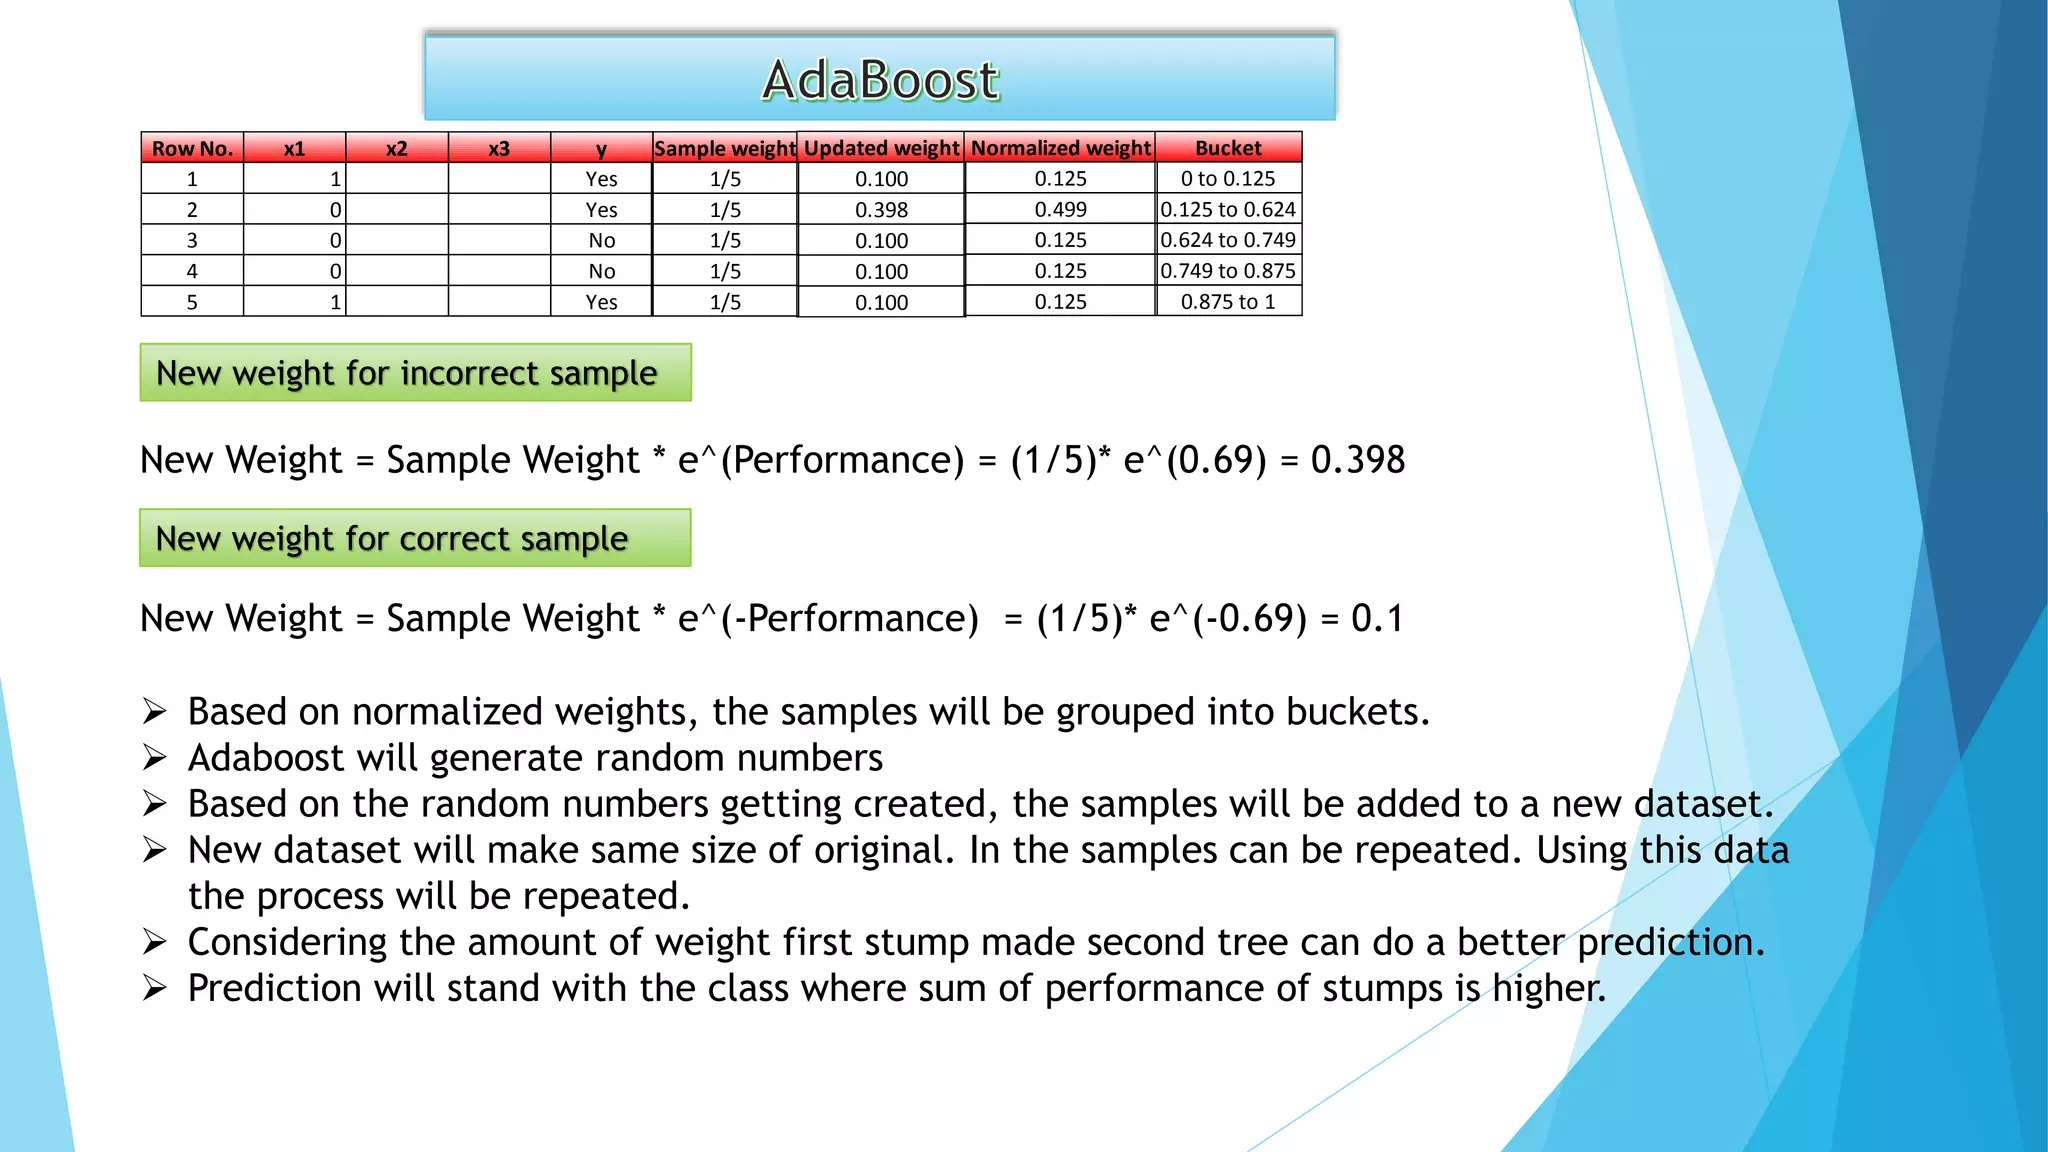 AdaBoost
Row No. x1 x2 x3 y Sample weight Updated weight Normalized weight Bucket
1 1 Yes 1/5 0.100 0.125 0 to 0.125
2 0 Yes 1/5 0.398 0.499 0.125 to 0.624
3 0 No 1/5 0.100 0.125 0.624 to 0.749
4 0 No 1/5 0.100 0.125 0.749 to 0.875
5 1 Yes 1/5 0.100 0.125 0.875 to 1
New weight for incorrect sample
New Weight = Sample Weight * e^(Performance) = (1/5)* e^(0.69) = 0.398
New weight for correct sample
New Weight = Sample Weight * e^(-Performance) = (1/5)* e^(-0.69) = 0.1
➢ Based on normalized weights, the samples will be grouped into buckets.
➢ Adaboost will generate random numbers
➢ Based on the random numbers getting created, the samples will be added to a new dataset.
➢ New dataset will make same size of original. In the samples can be repeated. Using this data
the process will be repeated.
➢ Considering the amount of weight first stump made second tree can do a better prediction.
➢ Prediction will stand with the class where sum of performance of stumps is higher.